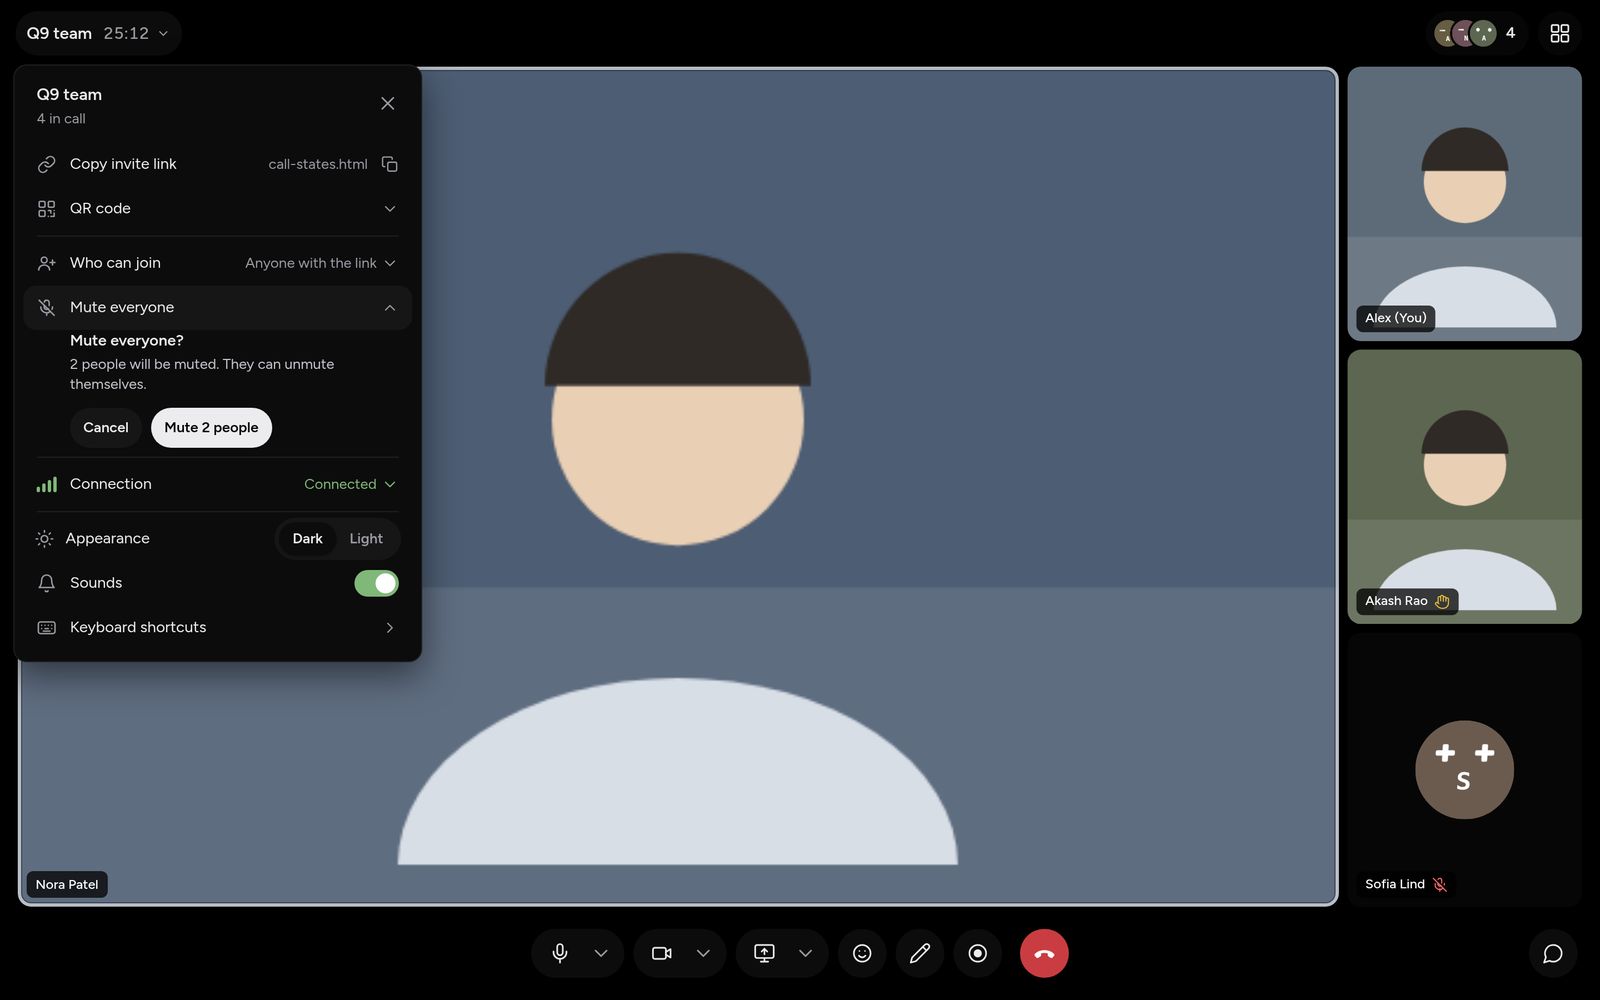 Q9 team 25:12
4
Q9 team
4 in call
Copy invite link call-states.html
QR code
Who can join Anyone with the link
Mute everyone
Mute everyone?
2 people will be muted. They can unmute
themselves.
Cancel Mute 2 people
Connection Connected
Appearance Dark Light
Sounds
Keyboard shortcuts
Nora Patel
Alex (You)
Akash Rao
S
Sofia Lind